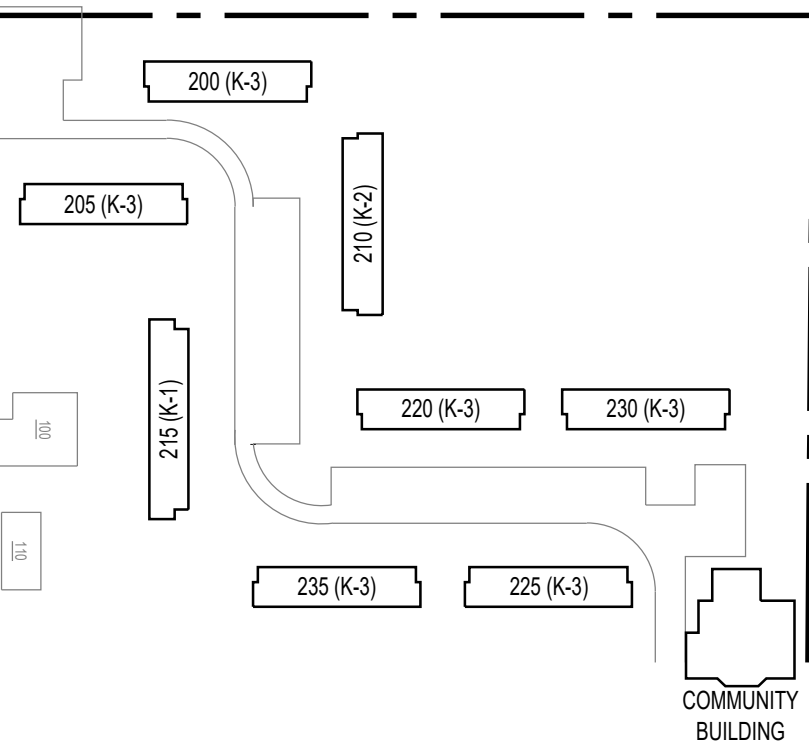 200 (K-3)
205 (K-3)
210 (K-2)
215 (K-1)
220 (K-3)
230 (K-3)
100
110
235 (K-3)
225 (K-3)
COMMUNITY
BUILDING